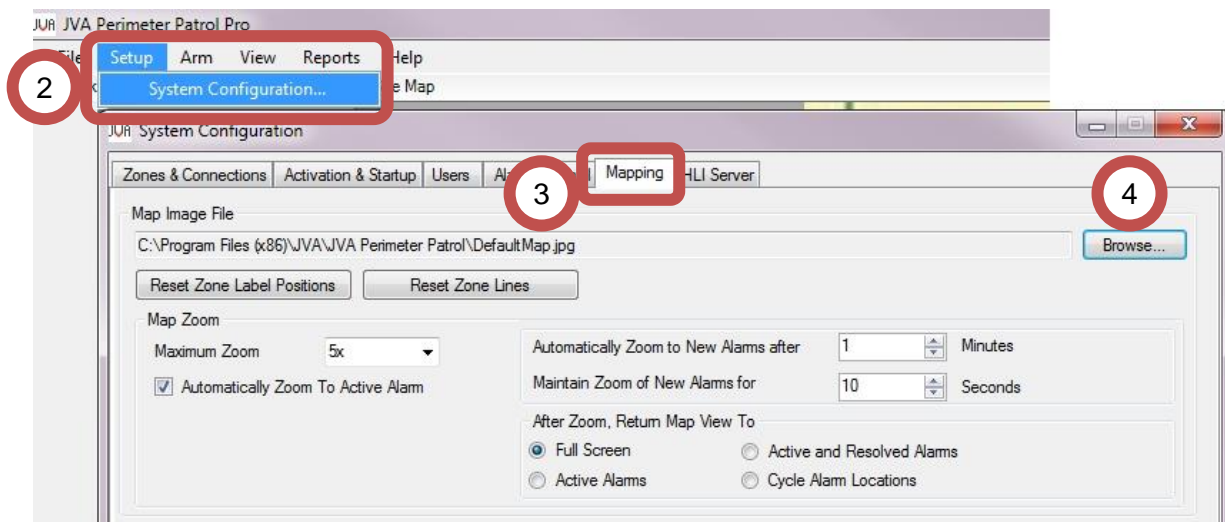 JVA JVA Perimeter Patrol Pro
File Setup Arm View Reports Help
2
System Configuration...
e Map
JVA System Configuration
Zones & Connections Activation & Startup Users Mapping HLI Server
3
4
Map Image File
C:\Program Files (x86)\JVA\JVA Perimeter Patrol\DefaultMap.jpg
Browse...
Reset Zone Label Positions Reset Zone Lines
Map Zoom
Maximum Zoom 5x
Automatically Zoom To Active Alarm
Automatically Zoom to New Alarms after 1 Minutes
Maintain Zoom of New Alarms for 10 Seconds
After Zoom, Return Map View To
Full Screen Active and Resolved Alarms
Active Alarms Cycle Alarm Locations